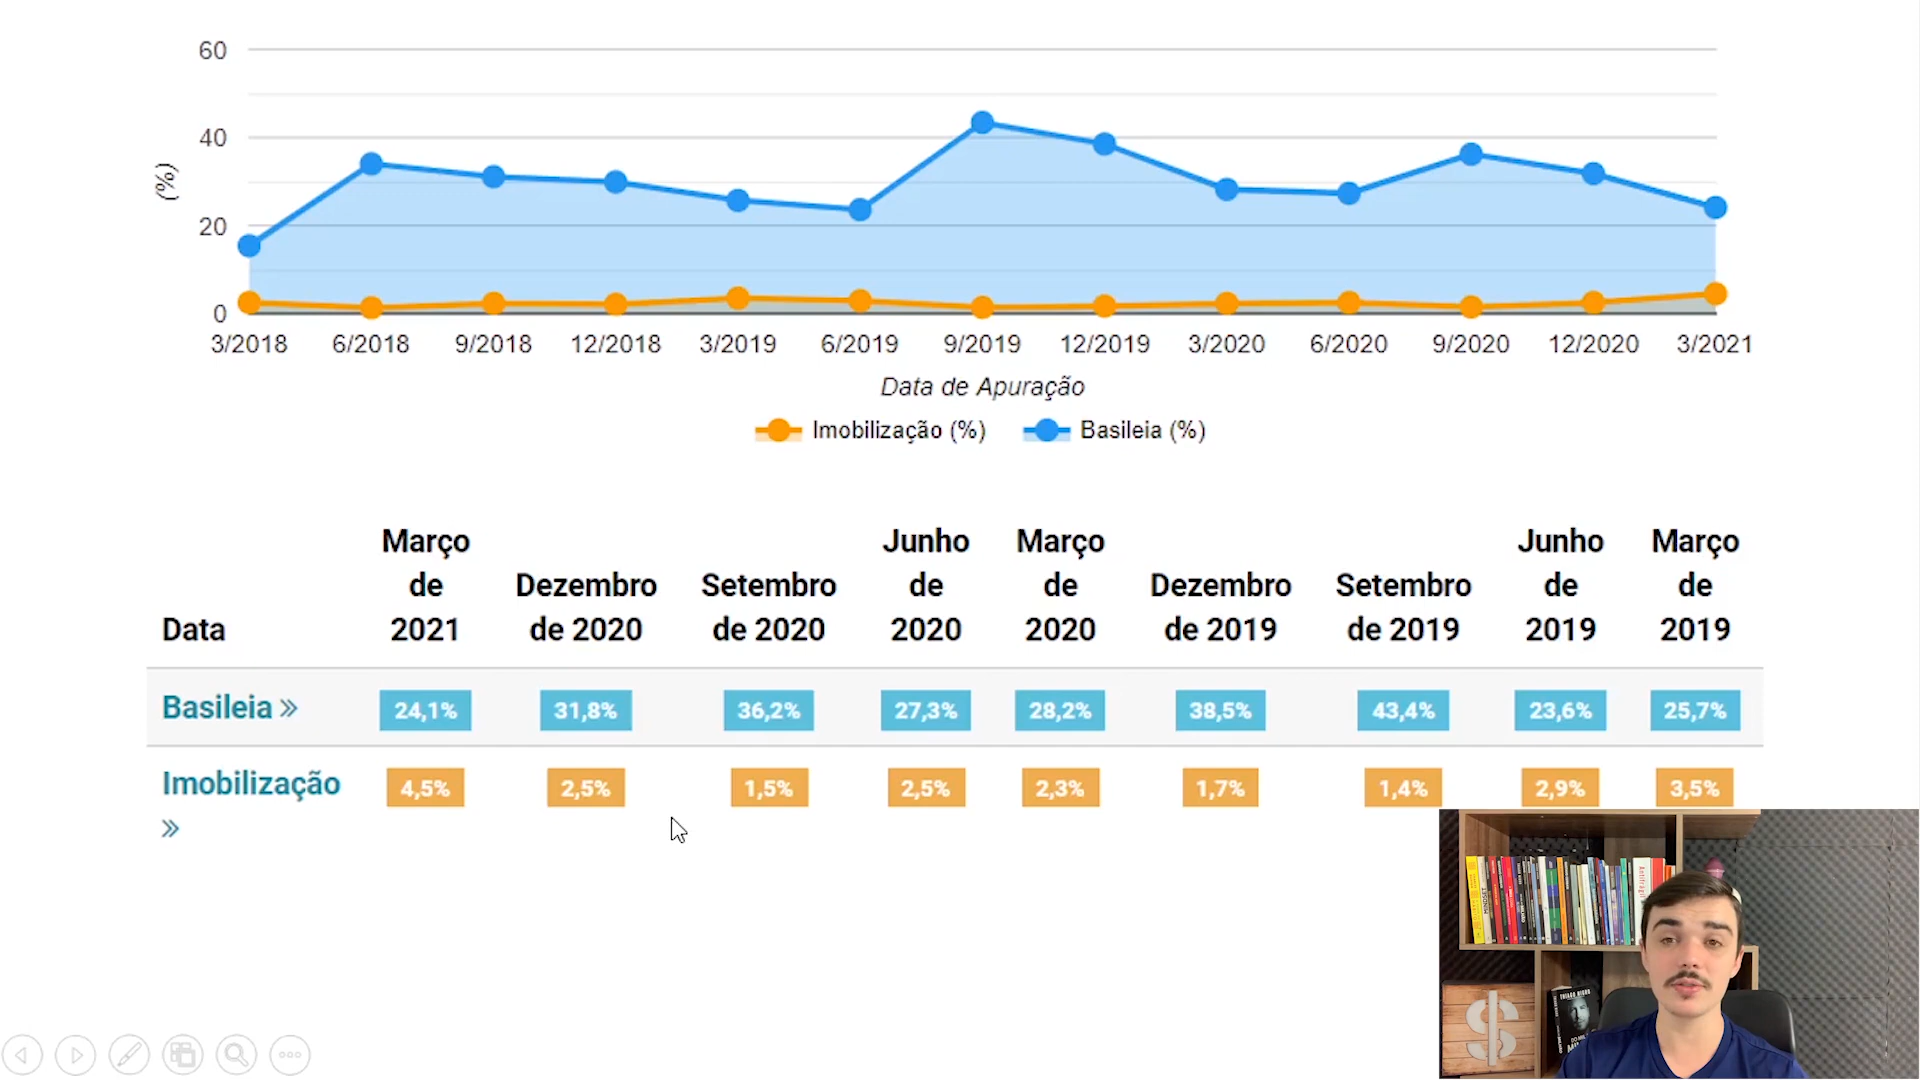 60
40
20
0
(%)
3/2018 6/2018 9/2018 12/2018 3/2019 6/2019 9/2019 12/2019 3/2020 6/2020 9/2020 12/2020 3/2021
Data de Apuração
Imobilização (%) Basileia (%)
Data
Março de 2021
Dezembro de 2020
Setembro de 2020
Junho de 2020
Março de 2020
Dezembro de 2019
Setembro de 2019
Junho de 2019
Março de 2019
Basileia » 24,1% 31,8% 36,2% 27,3% 28,2% 38,5% 43,4% 23,6% 25,7%
Imobilização » 4,5% 2,5% 1,5% 2,5% 2,3% 1,7% 1,4% 2,9% 3,5%
$